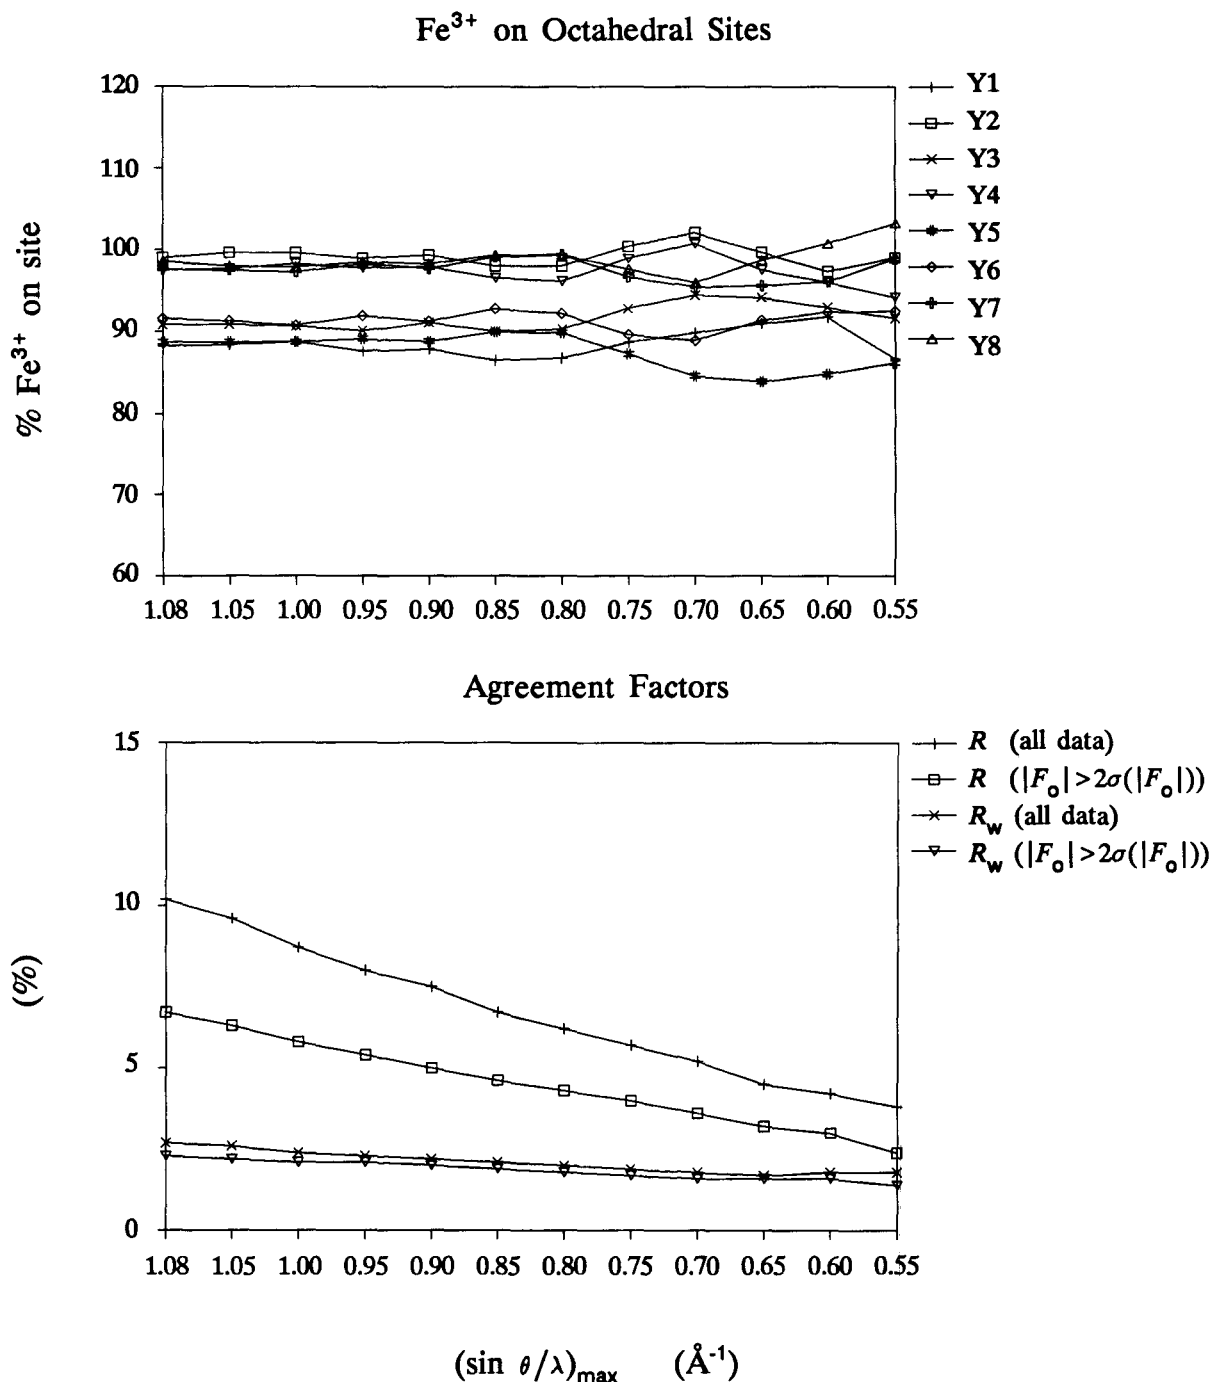 Fe³⁺ on Octahedral Sites
120
110
100
90
80
70
60
% Fe³⁺ on site
1.08 1.05 1.00 0.95 0.90 0.85 0.80 0.75 0.70 0.65 0.60 0.55
Y1
Y2
Y3
Y4
Y5
Y6
Y7
Y8
Agreement Factors
15
10
5
0
(%)
1.08 1.05 1.00 0.95 0.90 0.85 0.80 0.75 0.70 0.65 0.60 0.55
R (all data)
R (|Fₒ|>2σ(|Fₒ|))
R_w (all data)
R_w (|Fₒ|>2σ(|Fₒ|))
(sin θ/λ)max (Å⁻¹)